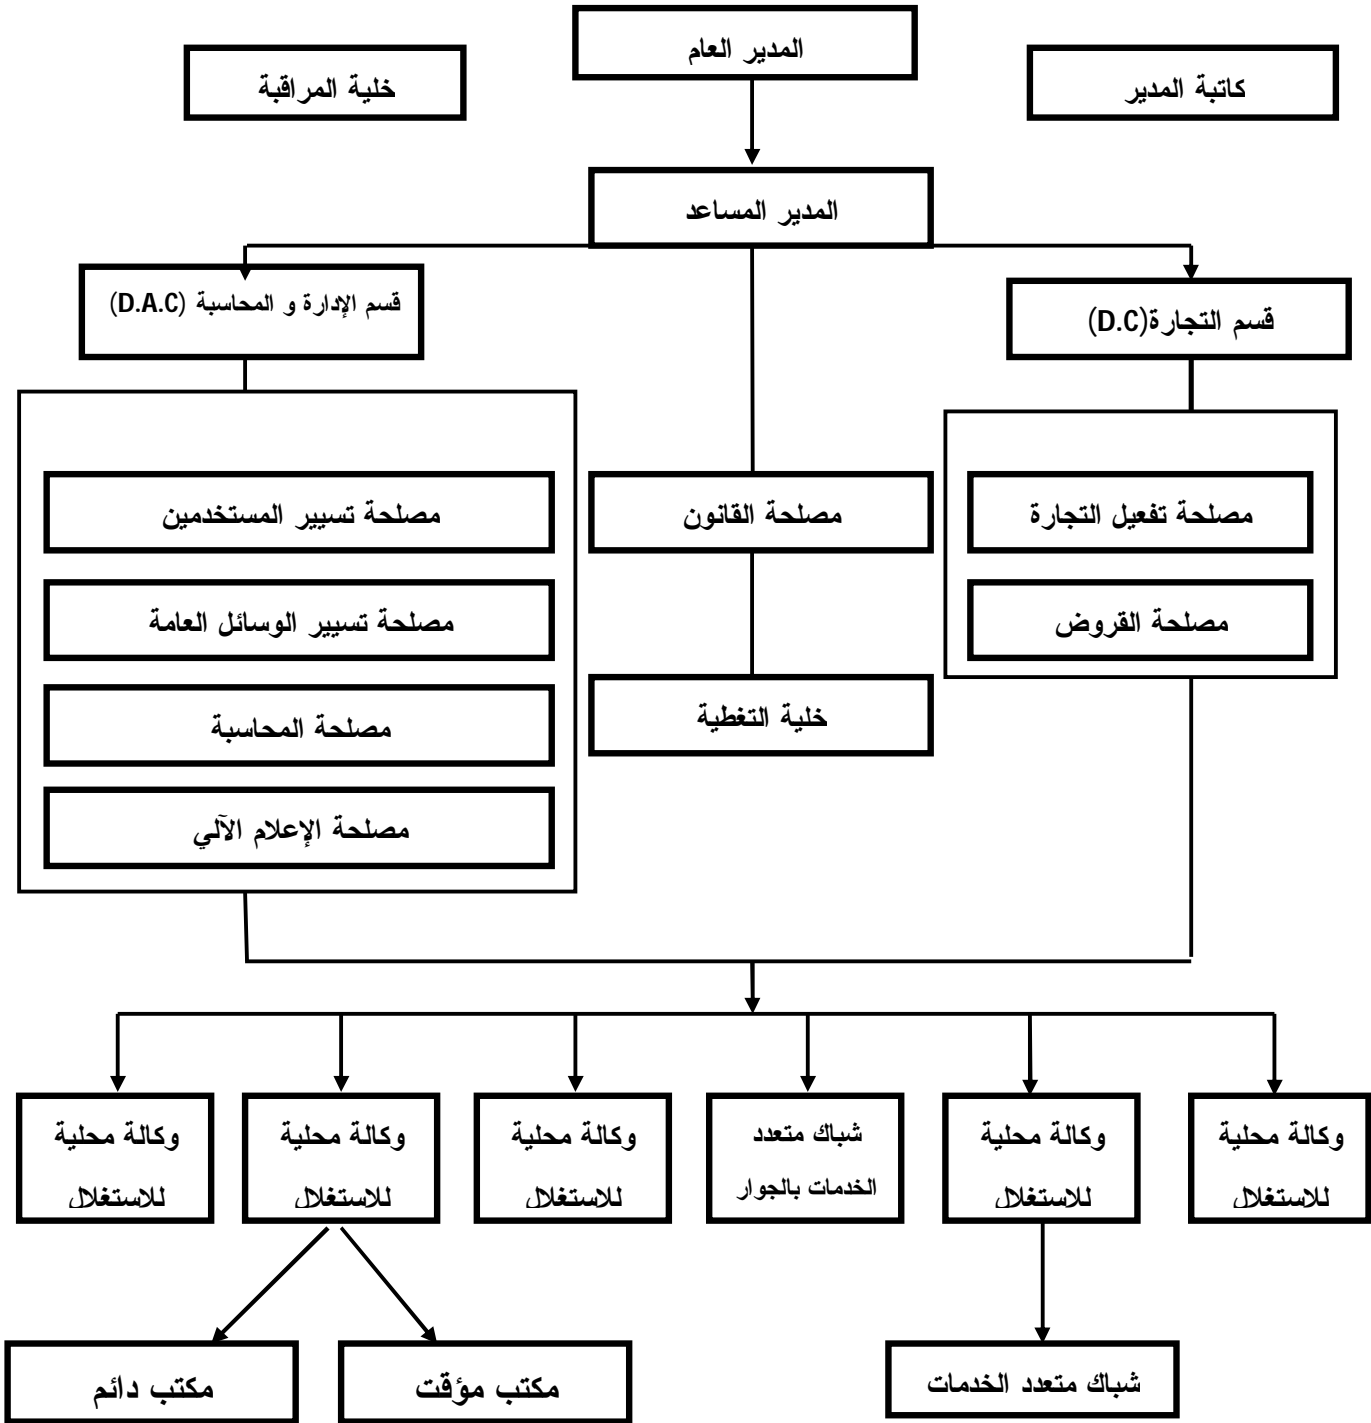 المدير العام
كاتبة المدير
خلية المراقبة
المدير المساعد
قسم التجارة(D.C)
قسم الإدارة و المحاسبة (D.A.C)
مصلحة تفعيل التجارة
مصلحة القروض
مصلحة القانون
خلية التغطية
مصلحة تسيير المستخدمين
مصلحة تسيير الوسائل العامة
مصلحة المحاسبة
مصلحة الإعلام الآلي
وكالة محلية
للاستغلال
وكالة محلية
للاستغلال
شباك متعدد
الخدمات بالجوار
وكالة محلية
للاستغلال
وكالة محلية
للاستغلال
وكالة محلية
للاستغلال
شباك متعدد الخدمات
مكتب مؤقت
مكتب دائم